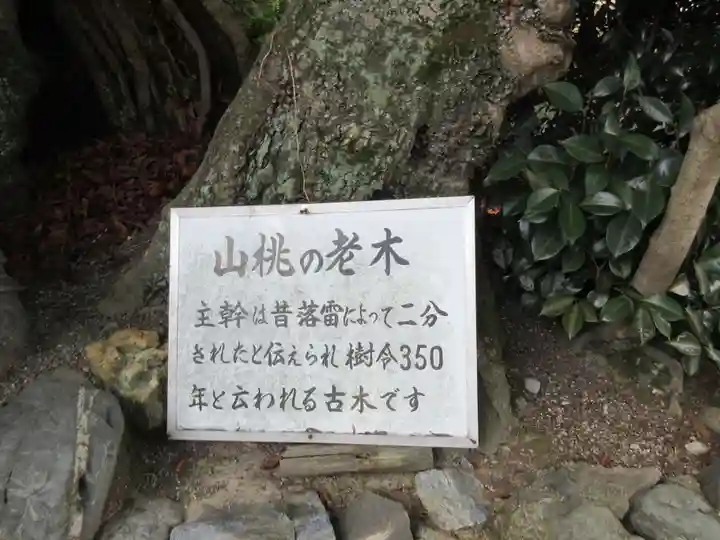 山桃の老木
主幹は昔落雷によって二分
されたと伝えられ樹令350
年と云われる古木です